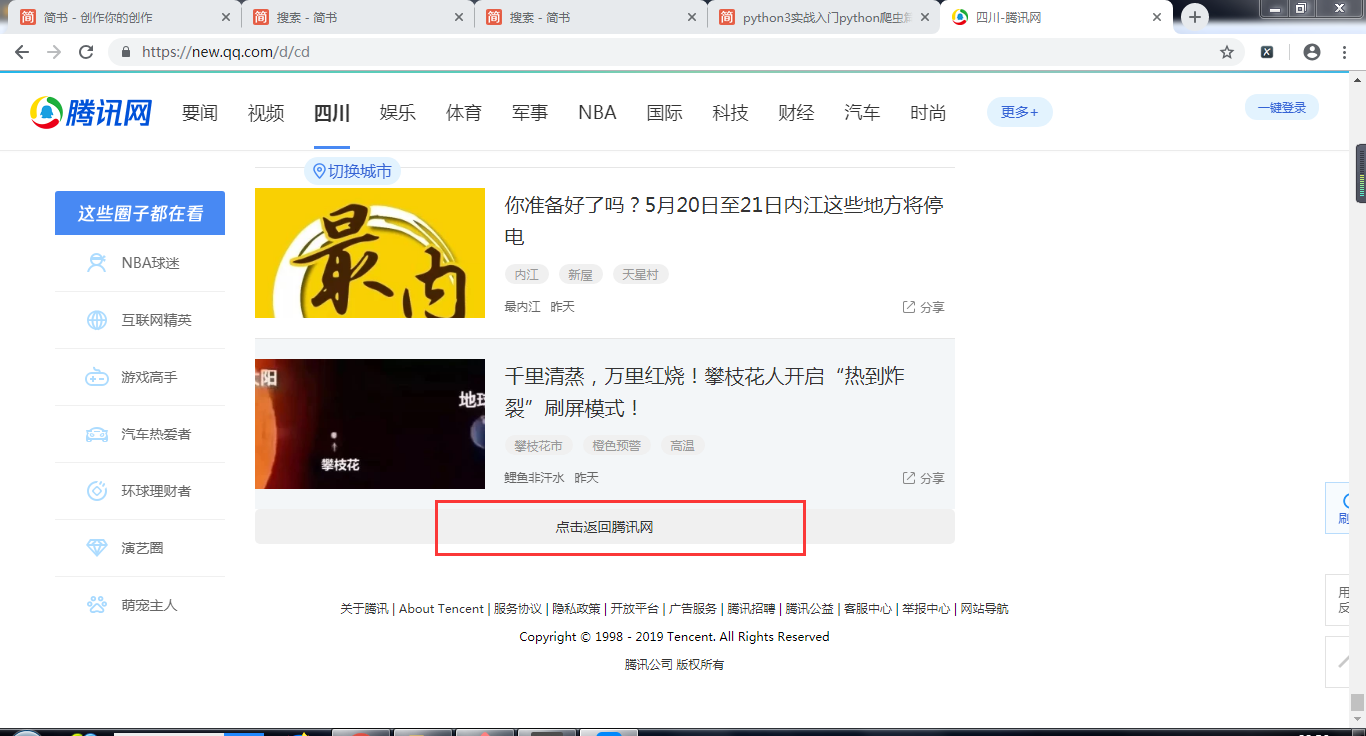 简书 - 创作你的创作
搜索 - 简书
搜索 - 简书
python3实战入门python爬虫
四川-腾讯网
https://new.qq.com/d/cd
腾讯网
要闻 视频 四川 娱乐 体育 军事 NBA 国际 科技 财经 汽车 时尚 更多+
一键登录
切换城市
这些圈子都在看
NBA球迷
互联网精英
游戏高手
汽车热爱者
环球理财者
演艺圈
萌宠主人
最内
你准备好了吗？5月20日至21日内江这些地方将停
电
内江 新屋 天星村
最内江 昨天
分享
太阳
地球
攀枝花
千里清蒸，万里红烧！攀枝花人开启“热到炸
裂”刷屏模式！
攀枝花市 橙色预警 高温
鲤鱼非汗水 昨天
分享
点击返回腾讯网
刷
用
反
关于腾讯 | About Tencent | 服务协议 | 隐私政策 | 开放平台 | 广告服务 | 腾讯招聘 | 腾讯公益 | 客服中心 | 举报中心 | 网站导航
Copyright © 1998 - 2019 Tencent. All Rights Reserved
腾讯公司 版权所有